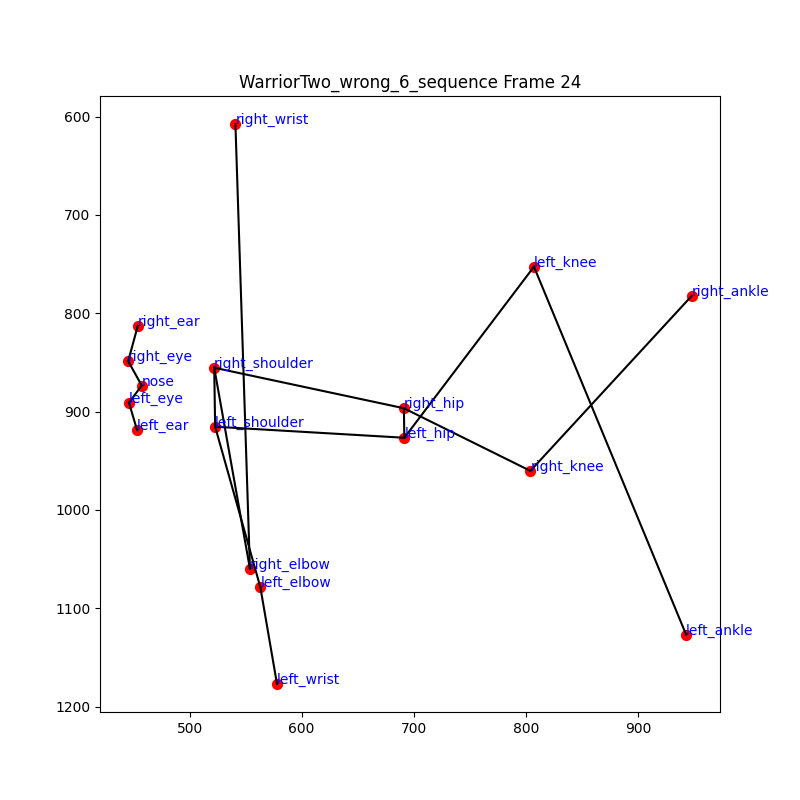 WarriorTwo_wrong_6_sequence Frame 24
600
right_wrist
700
left_knee
right_ankle
800
right_ear
right_eye
right_shoulder
nose
left_eye
right_hip
900
left_ear
left_shoulder
left_hip
right_knee
1000
right_elbow
left_elbow
1100
left_ankle
left_wrist
1200
500 600 700 800 900